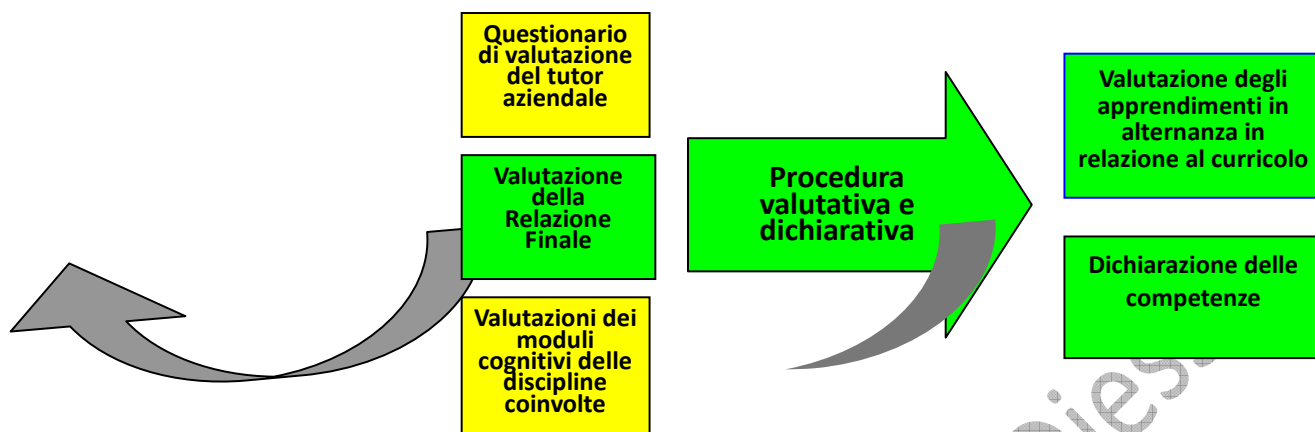 Questionario
di valutazione
del tutor
aziendale
Valutazione
della
Relazione
Finale
Valutazioni dei
moduli
cognitivi delle
discipline
coinvolte
Procedura
valutativa e
dichiarativa
Valutazione degli
apprendimenti in
alternanza in
relazione al curricolo
Dichiarazione delle
competenze